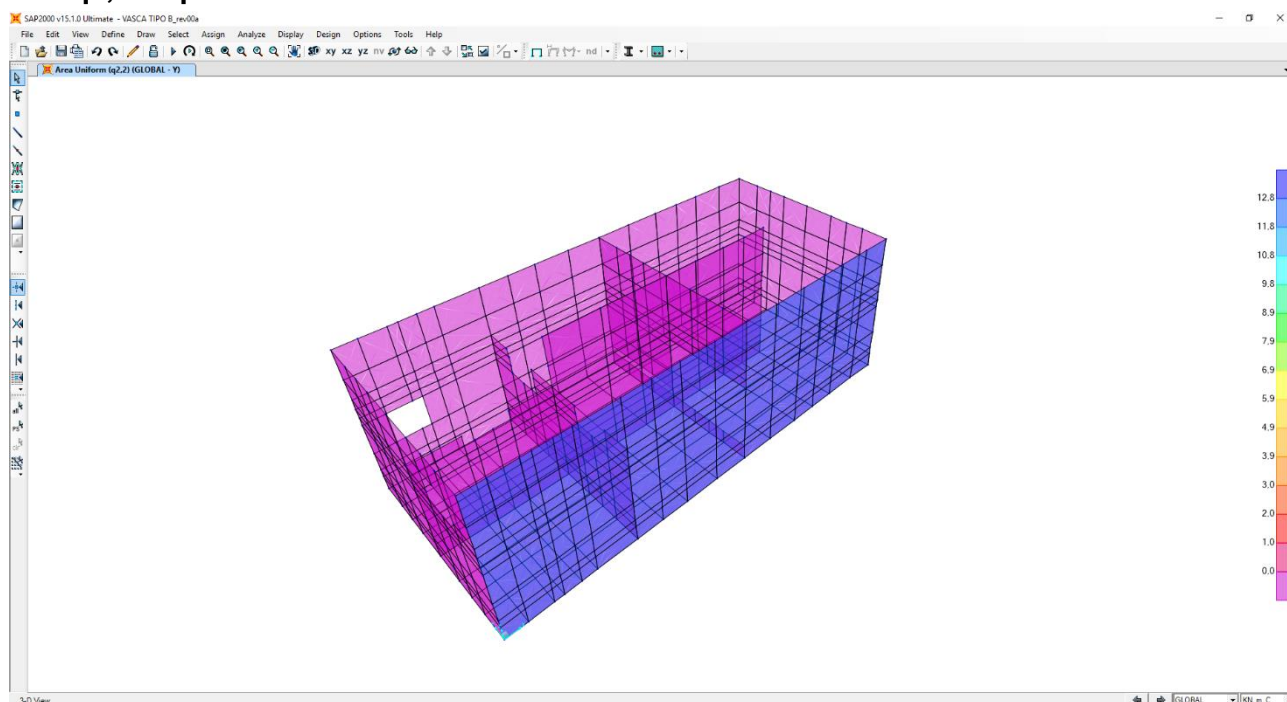 SAP2000 v15.1.0 Ultimate - VASCA TIPO B_rev00a
File Edit View Define Draw Select Assign Analyze Display Design Options Tools Help
xy xz yz nv nd
Area Uniform (q2,2) (GLOBAL - Y)
12.8
11.8
10.8
9.8
8.9
7.9
6.9
5.9
4.9
3.9
3.0
2.0
1.0
0.0
3-D View
GLOBAL
KN, m, C